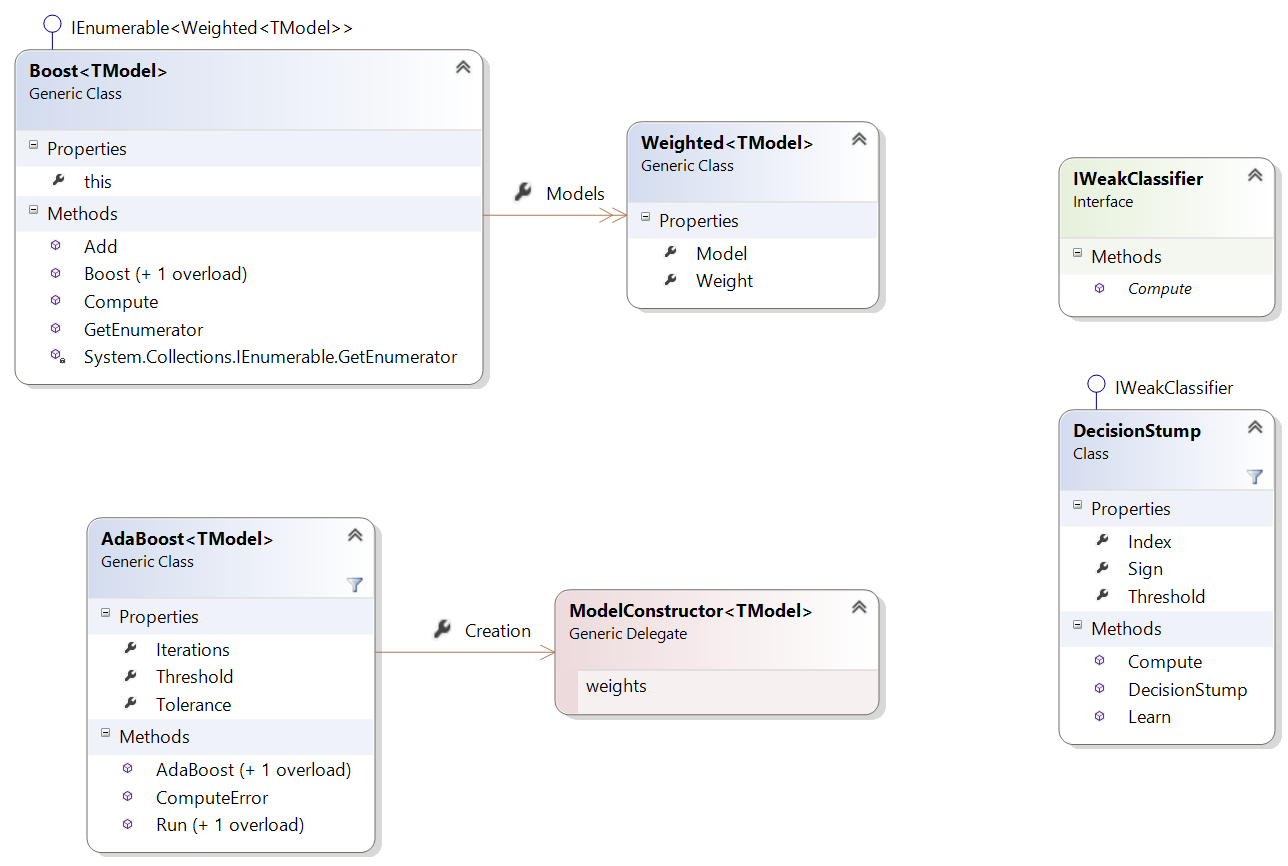 IEnumerable<Weighted<TModel>>
Boost<TModel>
Generic Class
Properties
this
Methods
Add
Boost (+ 1 overload)
Compute
GetEnumerator
System.Collections.IEnumerable.GetEnumerator
Models
Weighted<TModel>
Generic Class
Properties
Model
Weight
IWeakClassifier
Interface
Methods
Compute
IWeakClassifier
DecisionStump
Class
Properties
Index
Sign
Threshold
Methods
Compute
DecisionStump
Learn
AdaBoost<TModel>
Generic Class
Properties
Iterations
Threshold
Tolerance
Methods
AdaBoost (+ 1 overload)
ComputeError
Run (+ 1 overload)
Creation
ModelConstructor<TModel>
Generic Delegate
weights